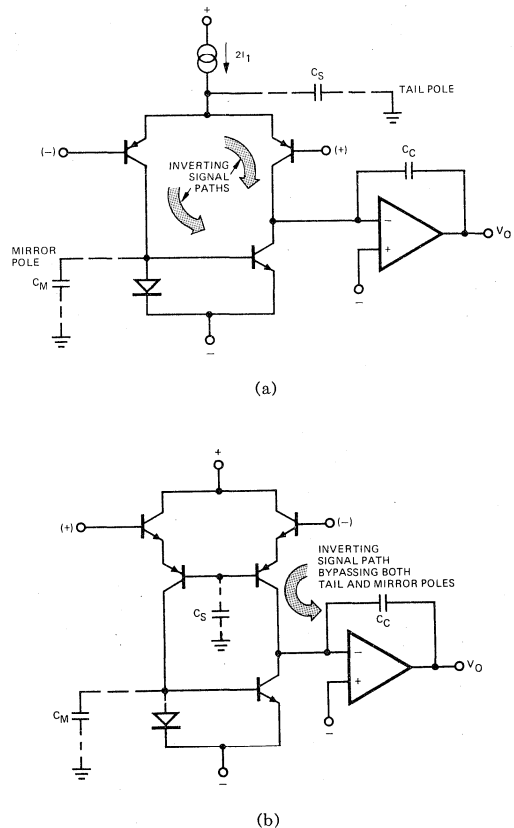 +
2I1
CS
TAIL POLE
(−)
(+)
INVERTING
SIGNAL
PATHS
CC
−
VO
+
MIRROR
POLE
CM
−
−
(a)
+
(+)
(−)
INVERTING
SIGNAL PATH
BYPASSING BOTH
TAIL AND MIRROR POLES
CS
CC
−
VO
CM
+
−
−
(b)